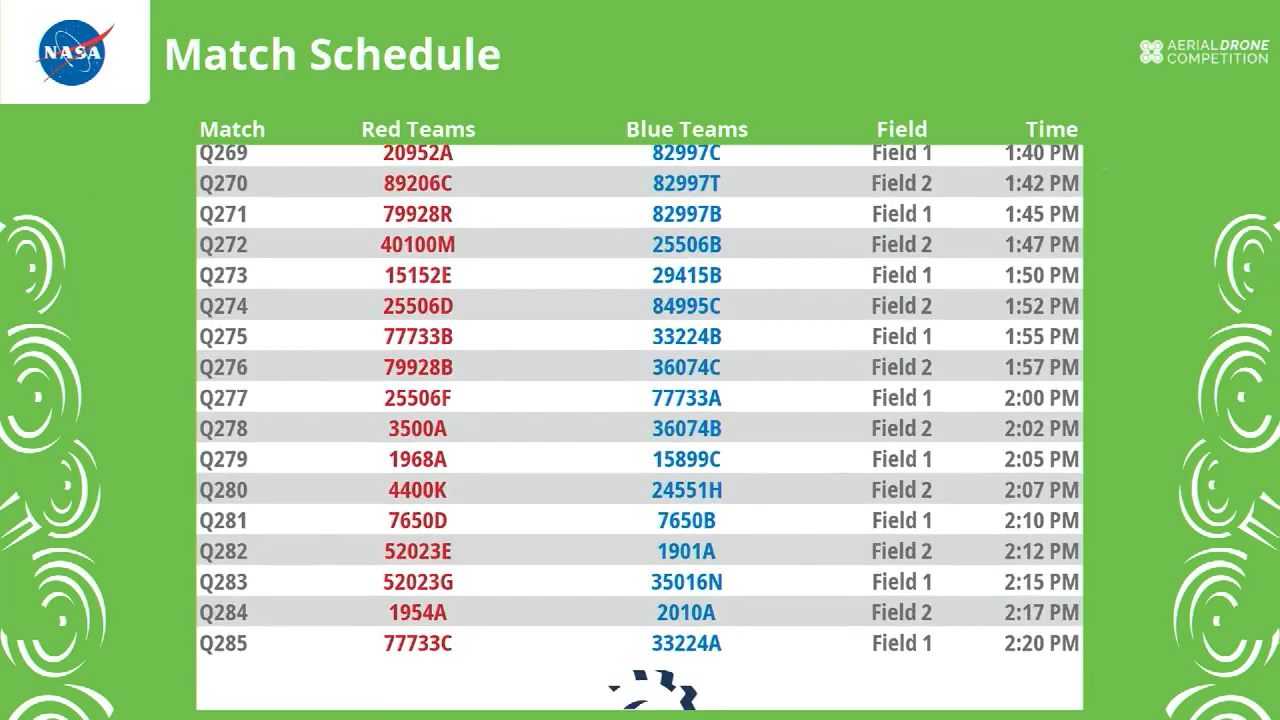 NASA
Match Schedule
AERIAL DRONE
COMPETITION
Match Red Teams Blue Teams Field Time
Q269 20952A 82997C Field 1 1:40 PM
Q270 89206C 82997T Field 2 1:42 PM
Q271 79928R 82997B Field 1 1:45 PM
Q272 40100M 25506B Field 2 1:47 PM
Q273 15152E 29415B Field 1 1:50 PM
Q274 25506D 84995C Field 2 1:52 PM
Q275 77733B 33224B Field 1 1:55 PM
Q276 79928B 36074C Field 2 1:57 PM
Q277 25506F 77733A Field 1 2:00 PM
Q278 3500A 36074B Field 2 2:02 PM
Q279 1968A 15899C Field 1 2:05 PM
Q280 4400K 24551H Field 2 2:07 PM
Q281 7650D 7650B Field 1 2:10 PM
Q282 52023E 1901A Field 2 2:12 PM
Q283 52023G 35016N Field 1 2:15 PM
Q284 1954A 2010A Field 2 2:17 PM
Q285 77733C 33224A Field 1 2:20 PM